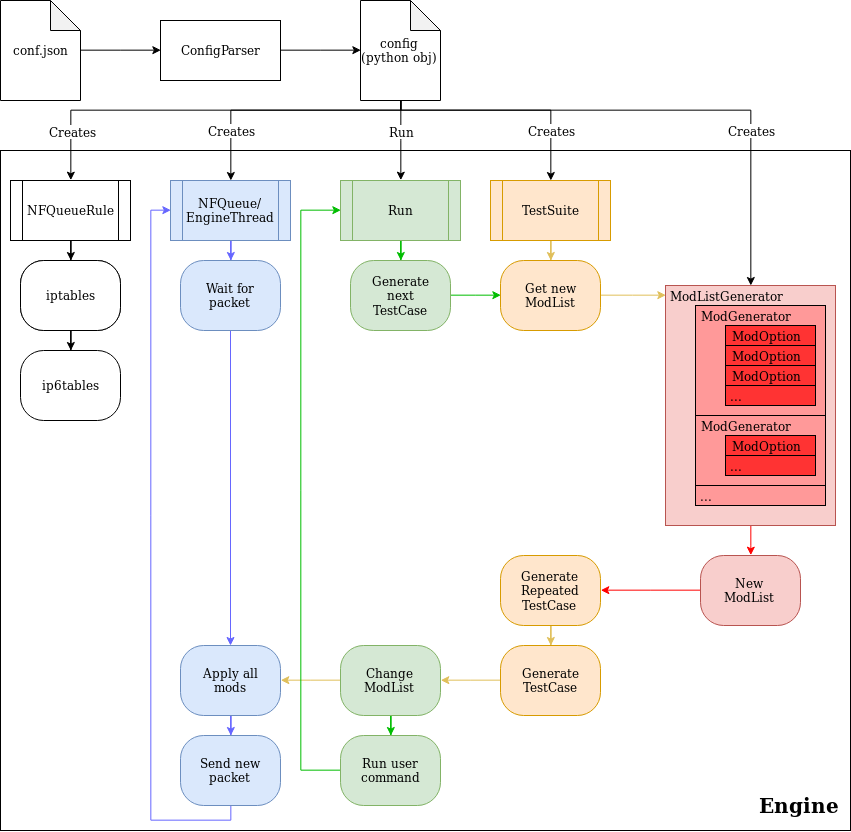 conf.json
ConfigParser
config
(python obj)
Creates
Creates
Run
Creates
Creates
NFQueueRule
NFQueue/
EngineThread
Run
TestSuite
iptables
Wait for
packet
Generate
next
TestCase
Get new
ModList
ModListGenerator
ModGenerator
ModOption
ModOption
ModOption
...
ModGenerator
ModOption
...
...
ip6tables
Generate
Repeated
TestCase
New
ModList
Apply all
mods
Change
ModList
Generate
TestCase
Send new
packet
Run user
command
Engine